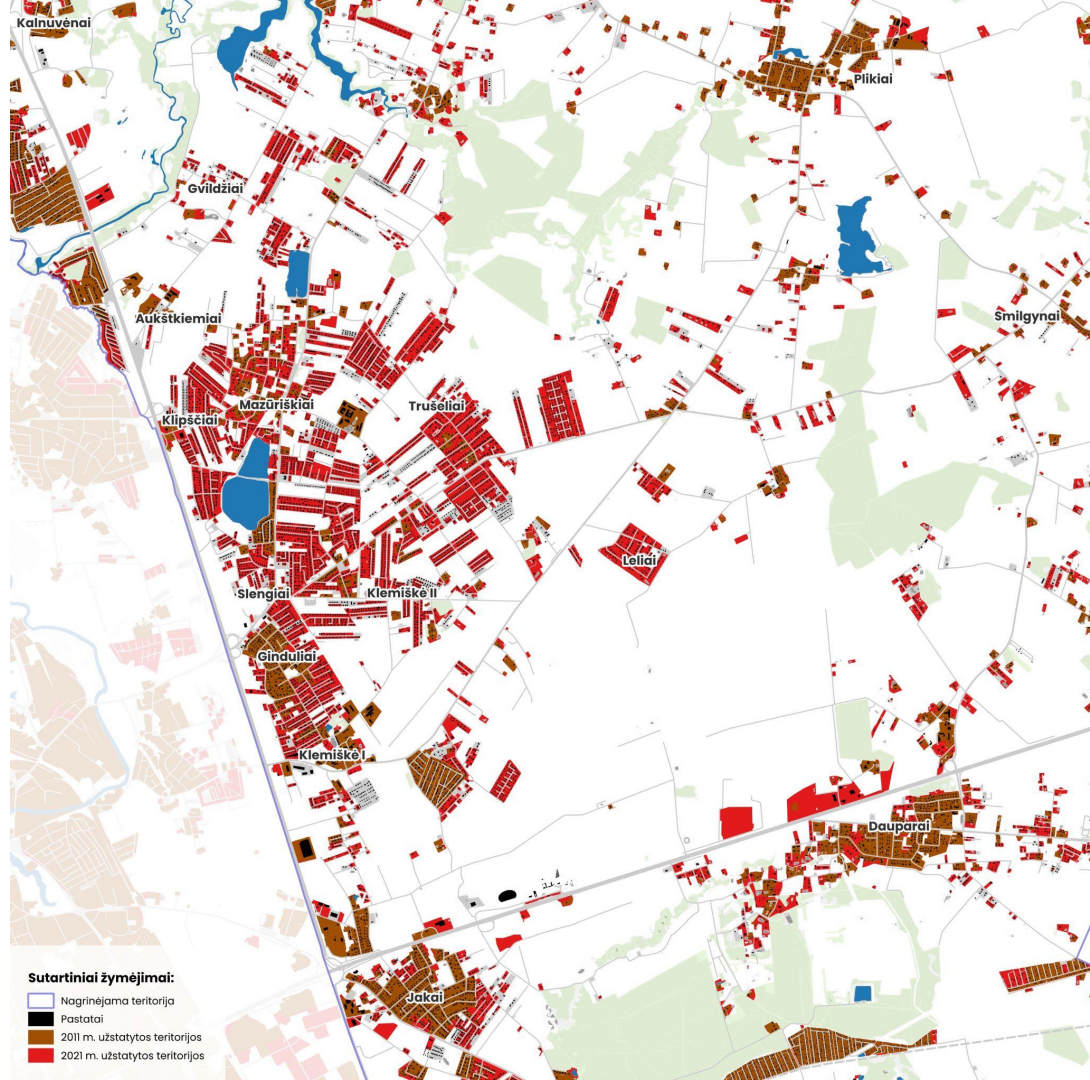 Kalnuvėnai
Plikiai
Gvildžiai
Aukštkiemiai
Smilgynai
Mazūriškiai
Trušeliai
Klipščiai
Leliai
Slengiai
Klemiškė II
Ginduliai
Klemiškė I
Dauparai
Jakai
Sutartiniai žymėjimai:
Nagrinėjama teritorija
Pastatai
2011 m. užstatytos teritorijos
2021 m. užstatytos teritorijos